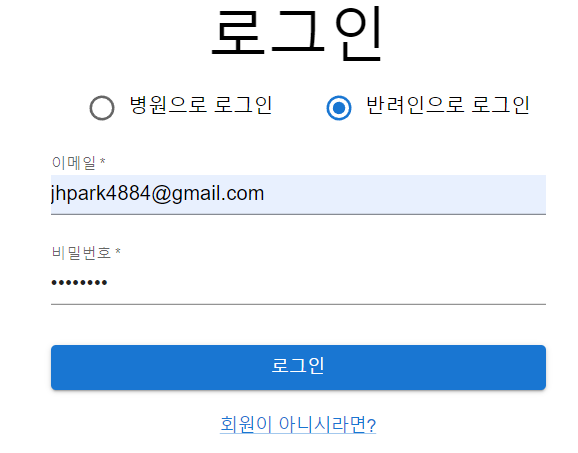 로그인
병원으로 로그인 반려인으로 로그인
이메일 *
jhpark4884@gmail.com
비밀번호 *
••••••••
로그인
회원이 아니시라면?